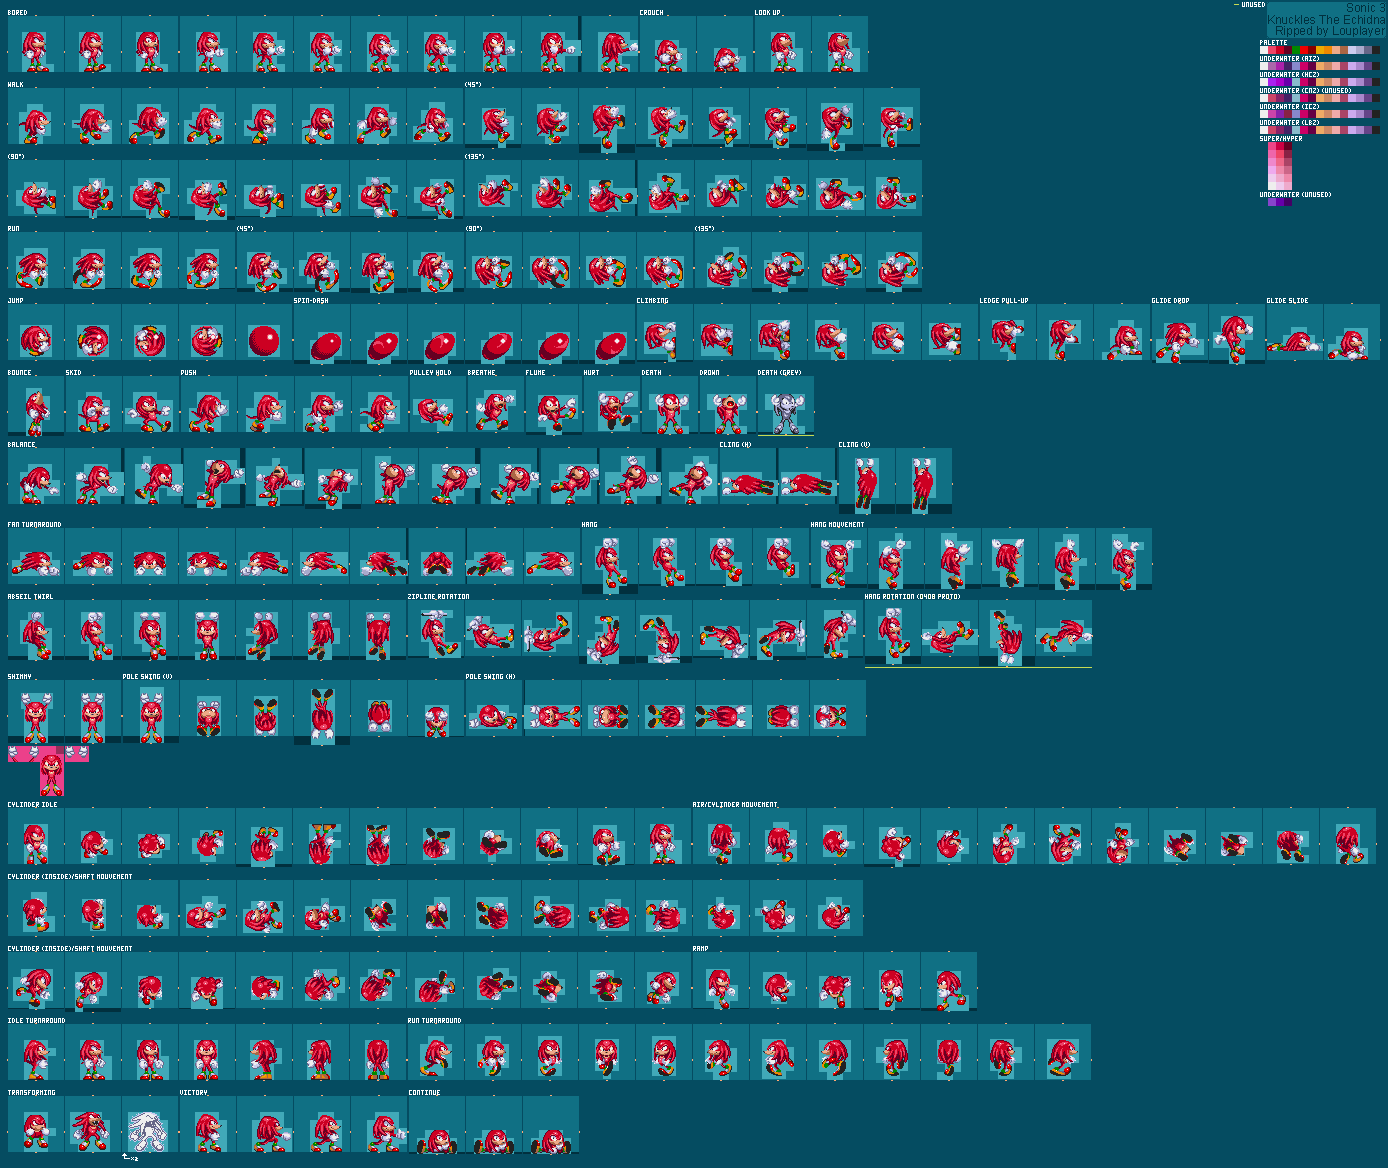 BORED
CROUCH
LOOK UP
UNUSED
Sonic 3
Knuckles The Echidna
Ripped by Louplayer
PALETTE
UNDERWATER (AIZ)
UNDERWATER (HCZ)
UNDERWATER (CNZ) (UNUSED)
UNDERWATER (ICZ)
UNDERWATER (LBZ)
SUPER/HYPER
UNDERWATER (UNUSED)
WALK
(45°)
(90°)
(135°)
RUN
(45°)
(90°)
(135°)
JUMP
SPIN-DASH
CLIMBING
LEDGE PULL-UP
GLIDE DROP
GLIDE SLIDE
BOUNCE
SKID
PUSH
PULLEY HOLD
BREATHE
FLUME
HURT
DEATH
DROWN
DEATH (GREY)
BALANCE
CLING (H)
CLING (V)
FAN TURNAROUND
HANG
HANG MOUVEMENT
ABSEIL TWIRL
ZIPLINE ROTATION
HANG ROTATION (0408 PROTO)
SHIMMY
POLE SWING (V)
POLE SWING (H)
CYLINDER IDLE
AIR/CYLINDER MOUVEMENT
CYLINDER (INSIDE)/SHAFT MOUVEMENT
CYLINDER (INSIDE)/SHAFT MOUVEMENT
RAMP
IDLE TURNAROUND
RUN TURNAROUND
TRANSFORMING
VICTORY
CONTINUE
x2